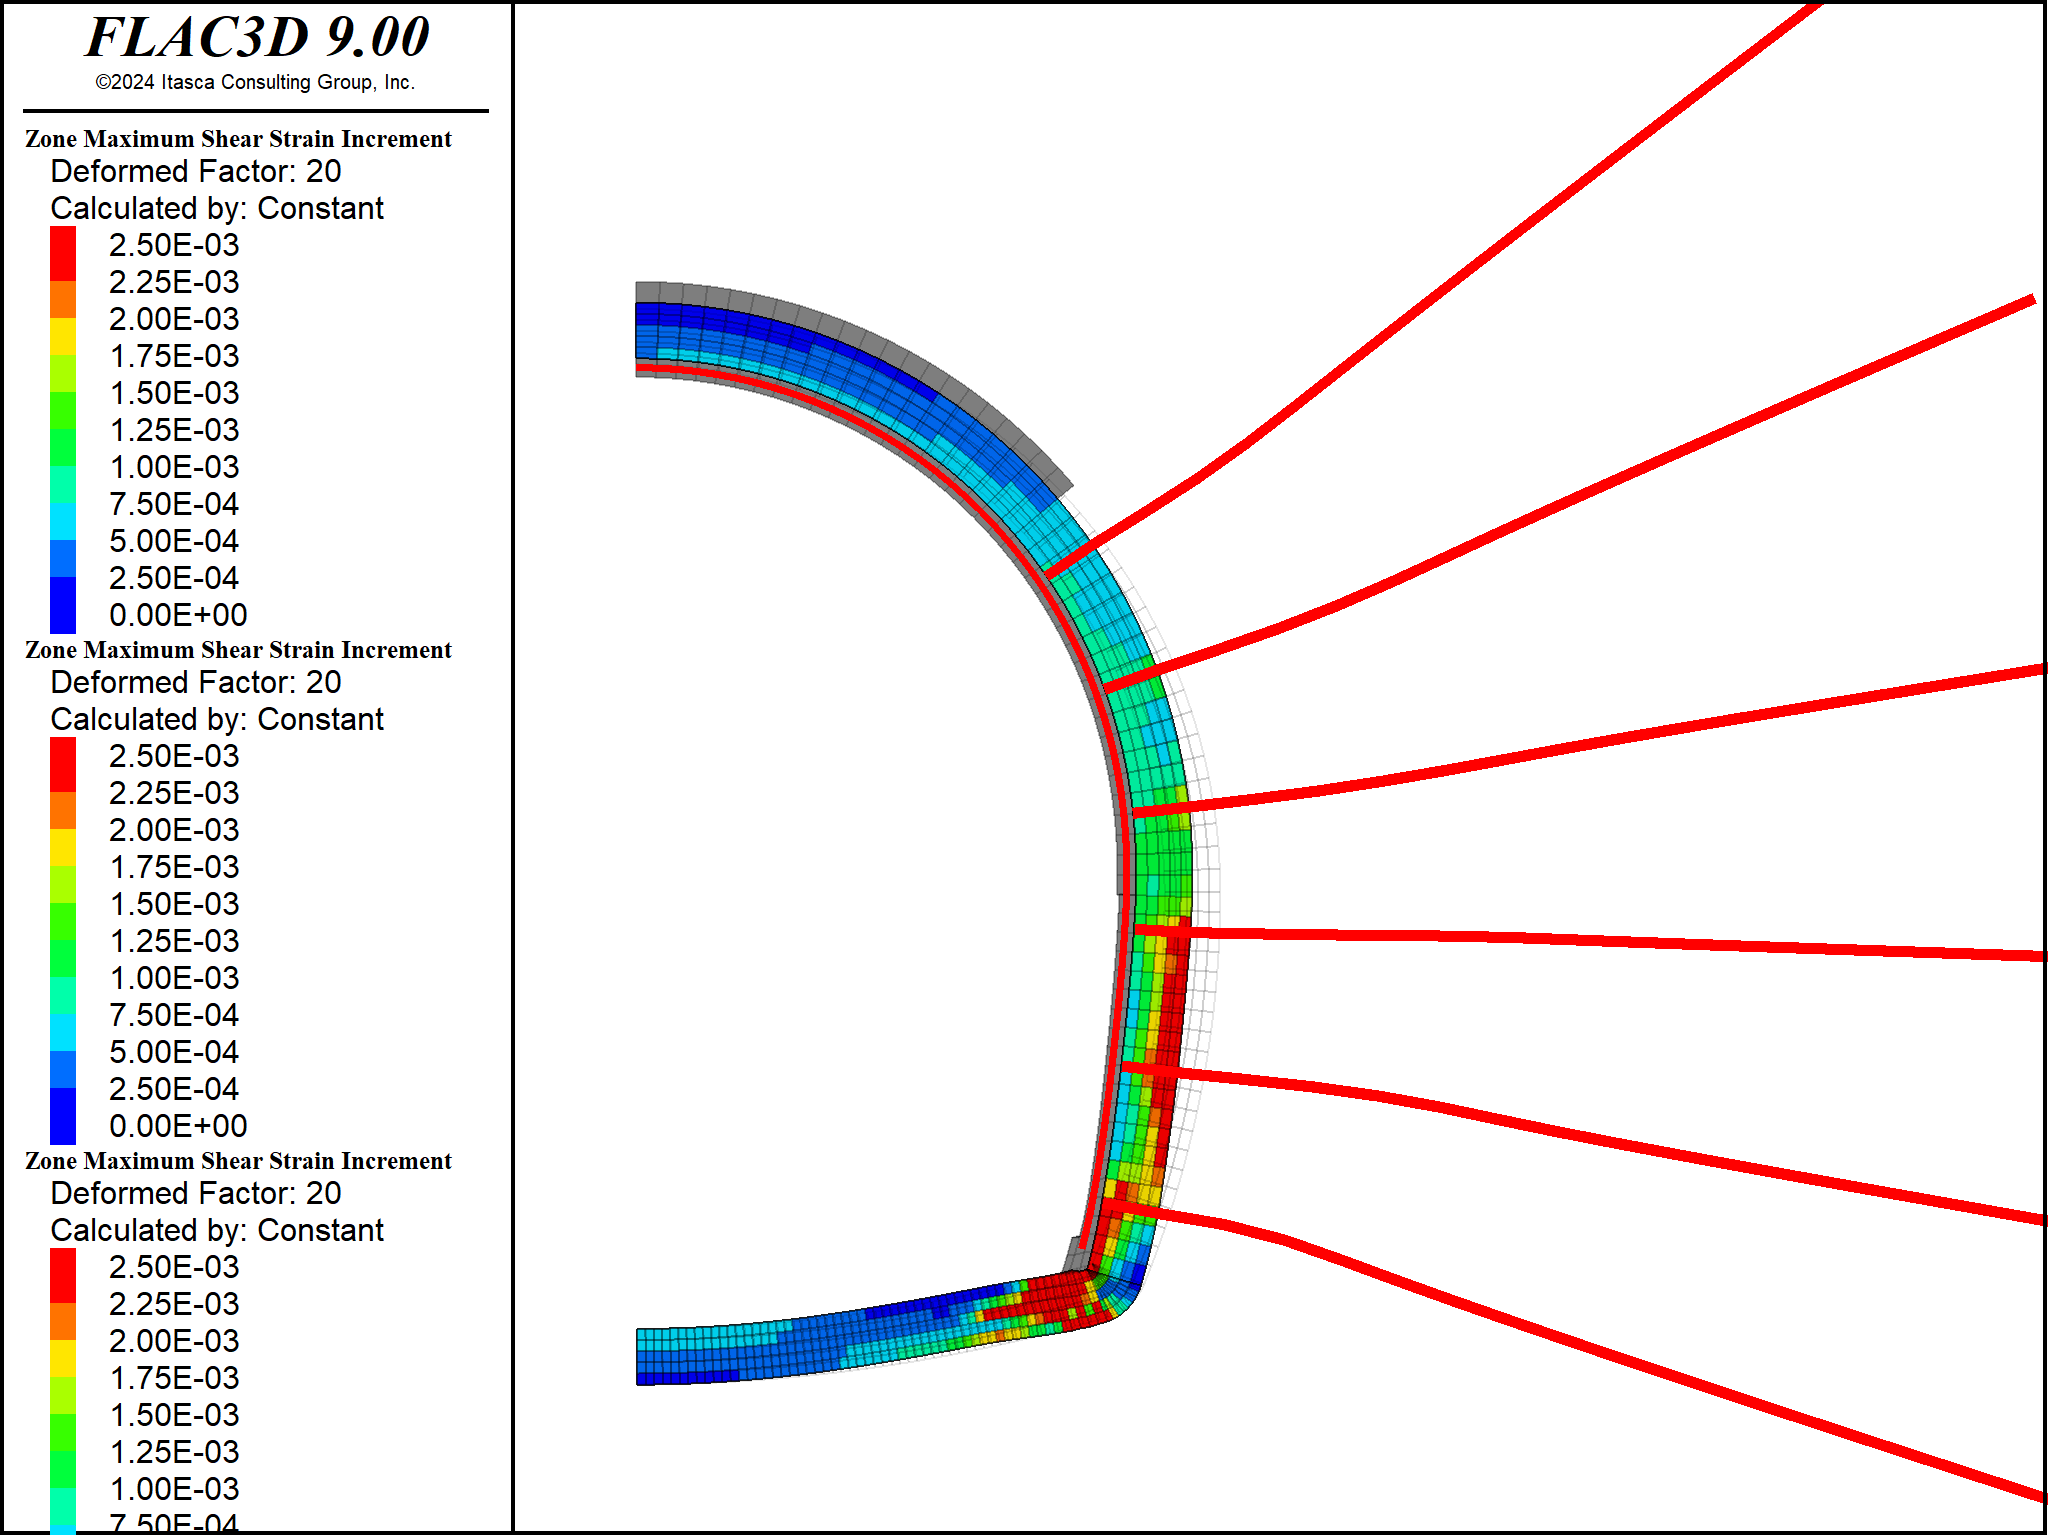 FLAC3D 9.00
©2024 Itasca Consulting Group, Inc.
Zone Maximum Shear Strain Increment
Deformed Factor: 20
Calculated by: Constant
2.50E-03
2.25E-03
2.00E-03
1.75E-03
1.50E-03
1.25E-03
1.00E-03
7.50E-04
5.00E-04
2.50E-04
0.00E+00
Zone Maximum Shear Strain Increment
Deformed Factor: 20
Calculated by: Constant
2.50E-03
2.25E-03
2.00E-03
1.75E-03
1.50E-03
1.25E-03
1.00E-03
7.50E-04
5.00E-04
2.50E-04
0.00E+00
Zone Maximum Shear Strain Increment
Deformed Factor: 20
Calculated by: Constant
2.50E-03
2.25E-03
2.00E-03
1.75E-03
1.50E-03
1.25E-03
1.00E-03
7.50E-04